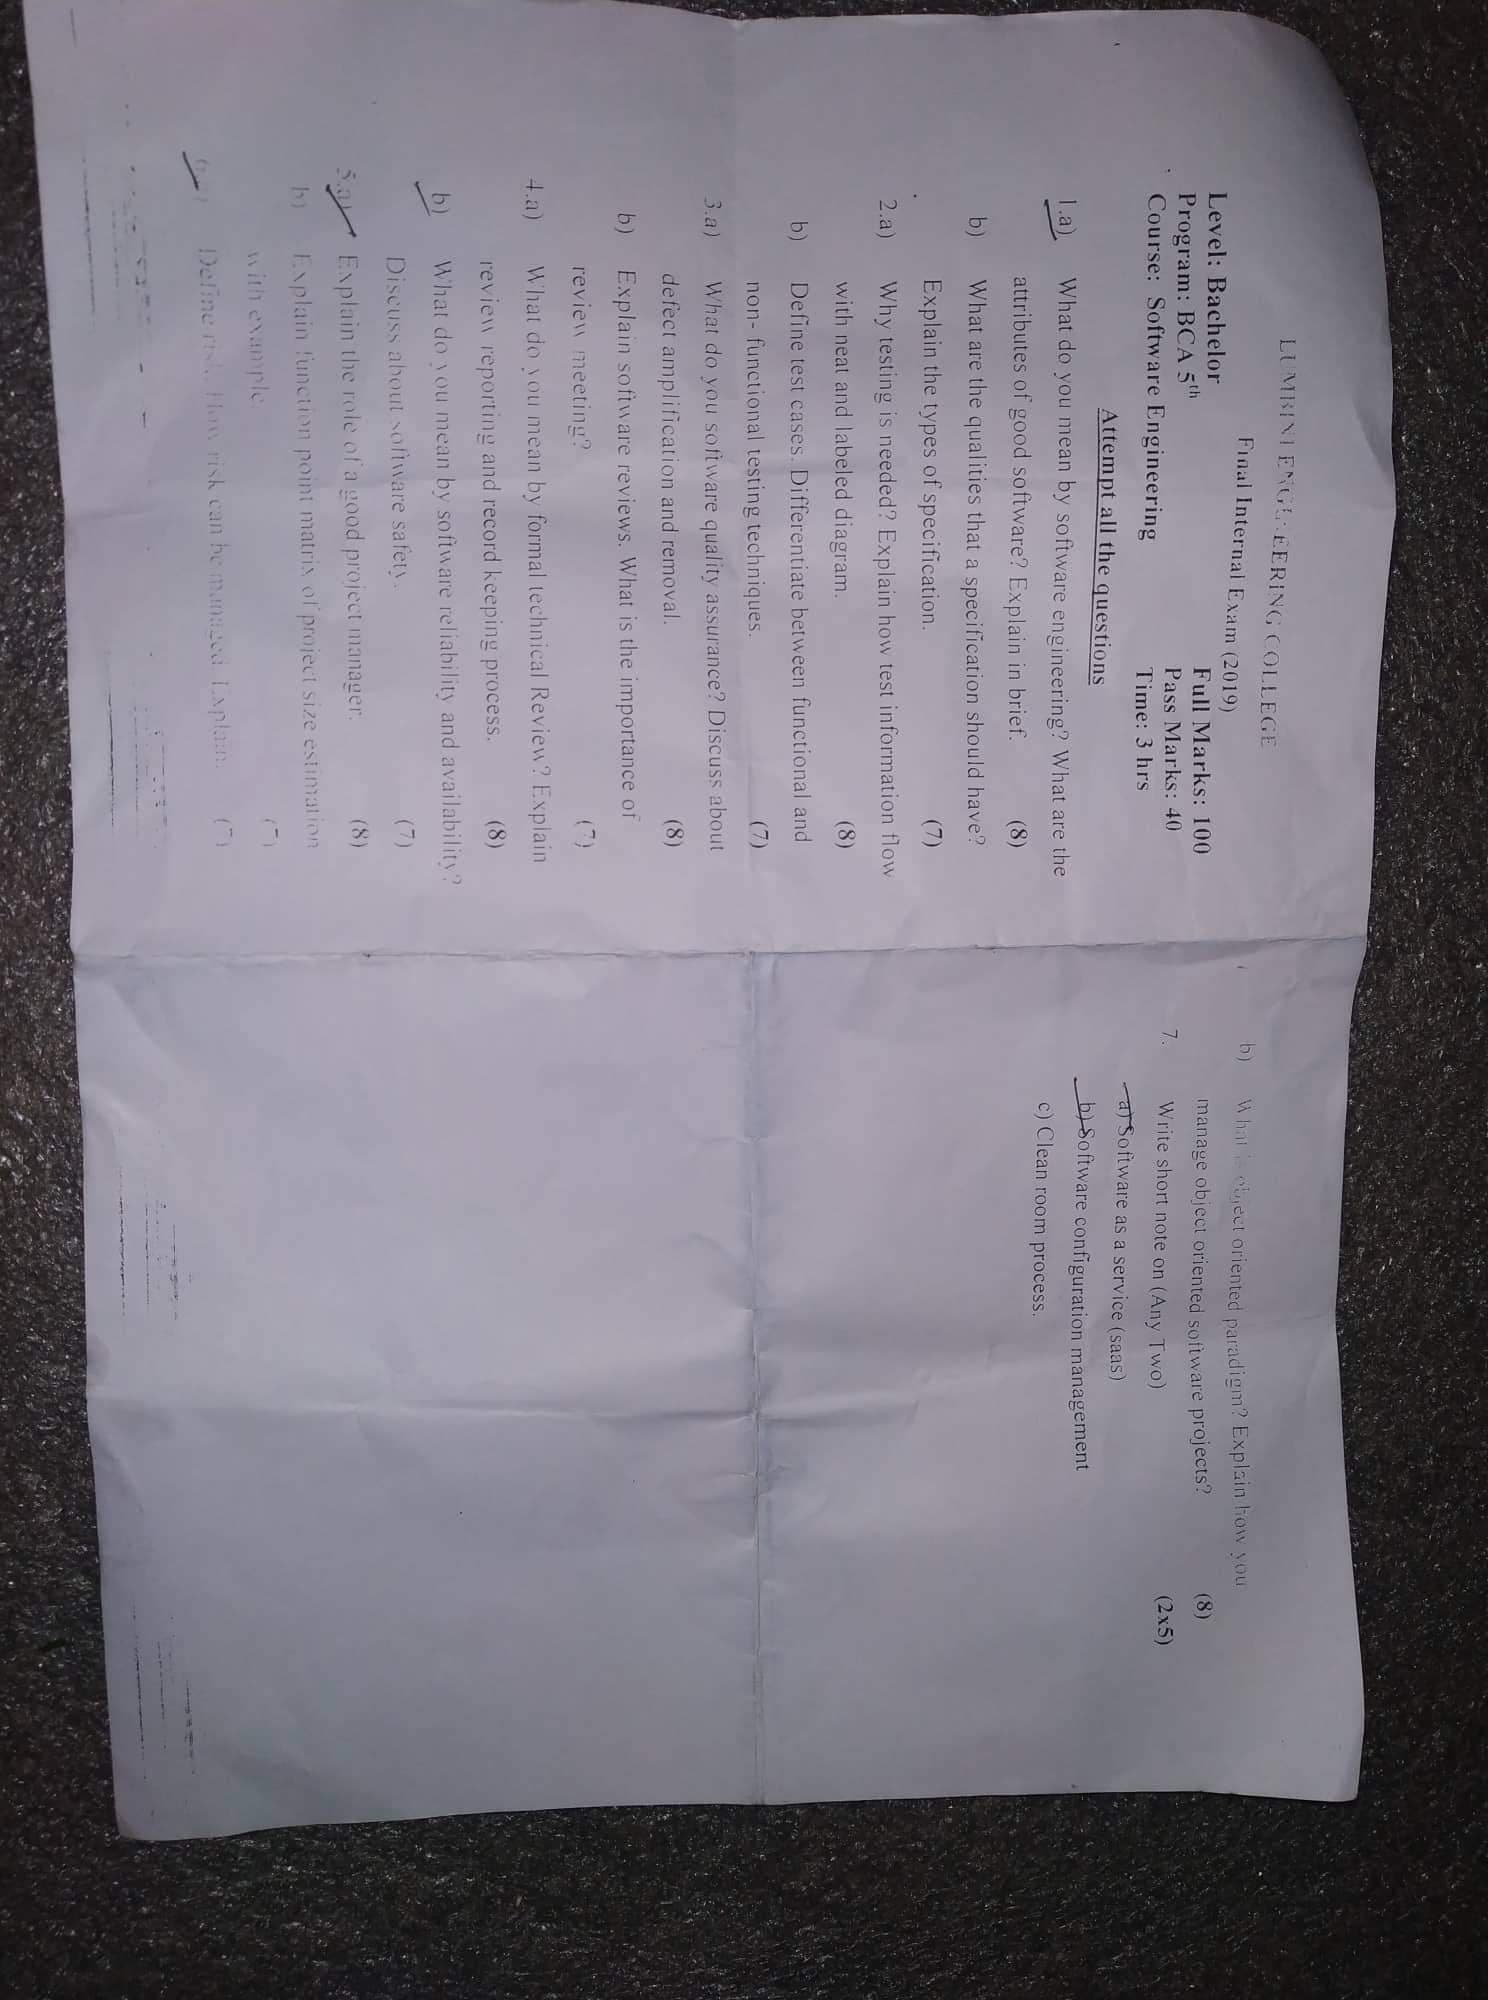 LUMBINI ENGINEERING COLLEGE
Final Internal Exam (2019)
Level: Bachelor
Full Marks: 100
Program: BCA 5th
Pass Marks: 40
Course: Software Engineering
Time: 3 hrs
Attempt all the questions
1.a) What do you mean by software engineering? What are the
attributes of good software? Explain in brief. (8)
b) What are the qualities that a specification should have?
Explain the types of specification. (7)
2.a) Why testing is needed? Explain how test information flow
with neat and labeled diagram. (8)
b) Define test cases. Differentiate between functional and
non- functional testing techniques. (7)
3.a) What do you software quality assurance? Discuss about
defect amplification and removal. (8)
b) Explain software reviews. What is the importance of
review meeting? (7)
4.a) What do you mean by formal technical Review? Explain
review reporting and record keeping process. (8)
b) What do you mean by software reliability and availability?
Discuss about software safety. (7)
5.a) Explain the role of a good project manager. (8)
b) Explain function point matrix of project size estimation
with example. (7)
6.a) Define risk. How risk can be managed. Explain. (7)
b) What is object oriented paradigm? Explain how you
manage object oriented software projects? (8)
7. Write short note on (Any Two) (2x5)
a) Software as a service (saas)
b) Software configuration management
c) Clean room process.